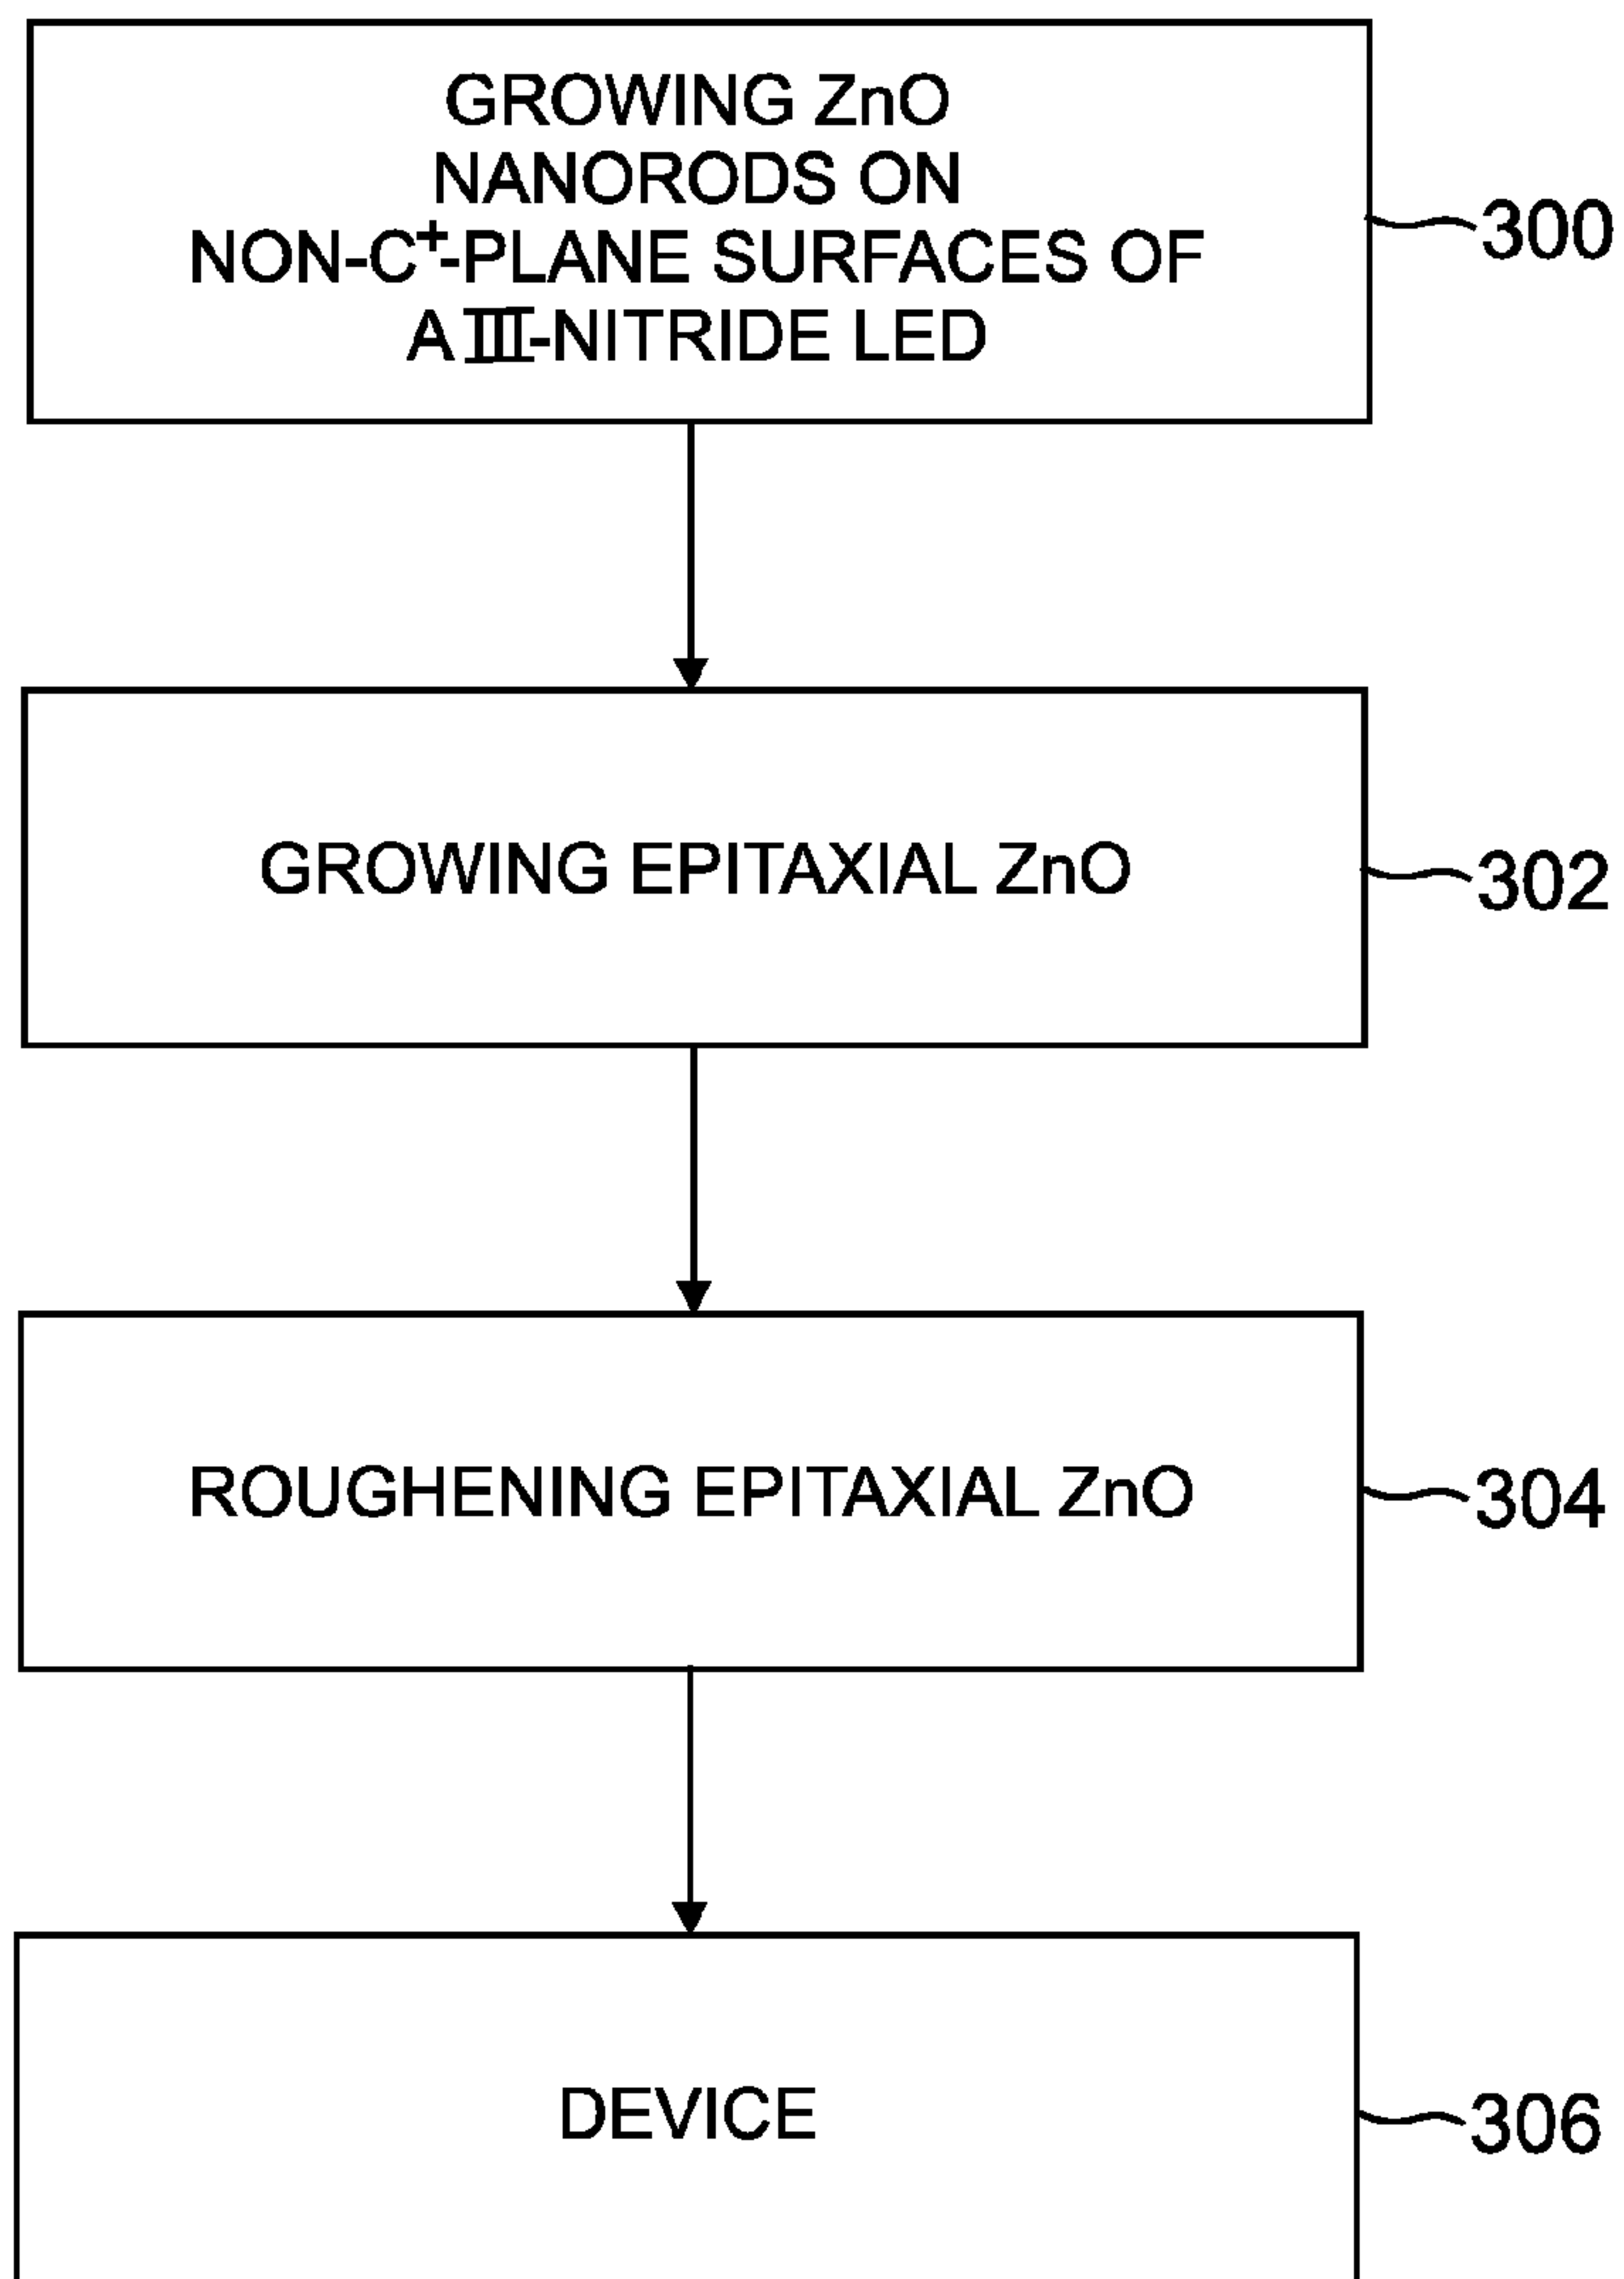 GROWING ZnO
NANORODS ON
NON-C⁺-PLANE SURFACES OF
A III-NITRIDE LED
300
GROWING EPITAXIAL ZnO
302
ROUGHENING EPITAXIAL ZnO
304
DEVICE
306